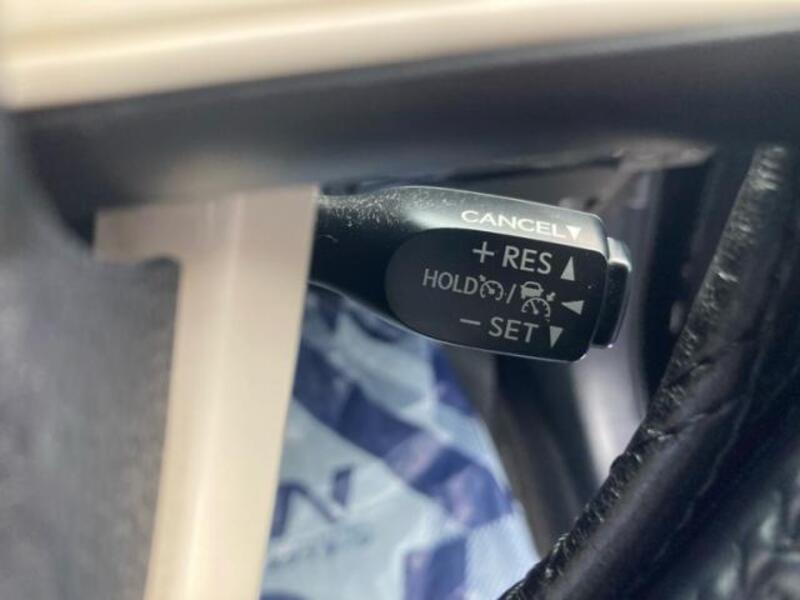 CANCEL▼
+ RES ▲
HOLD / ◀
− SET ▼